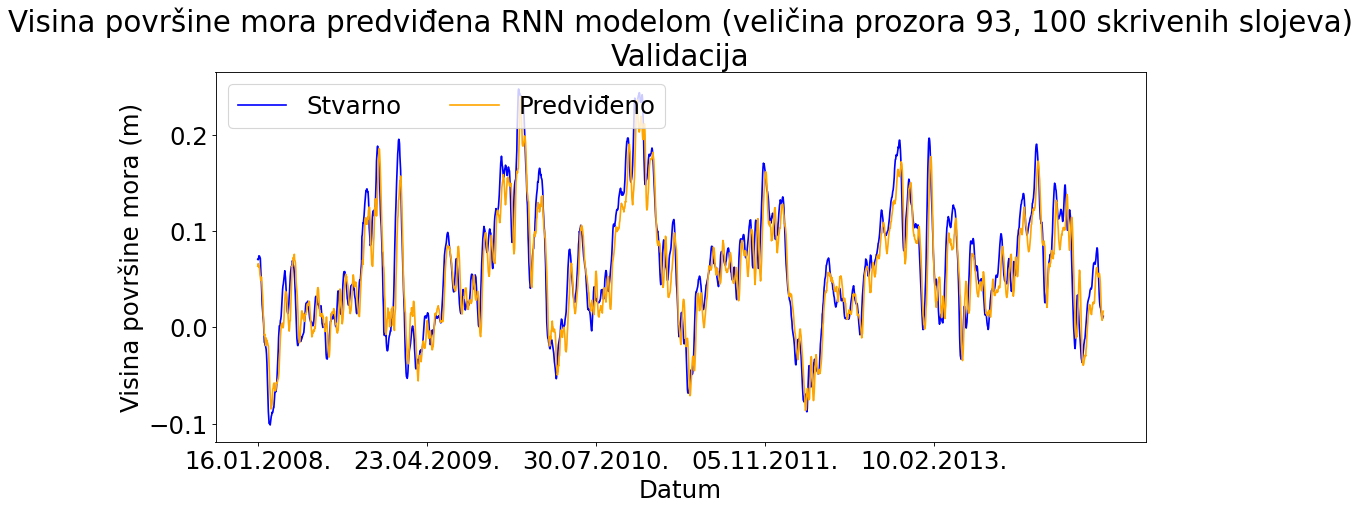 Visina površine mora predviđena RNN modelom (veličina prozora 93, 100 skrivenih slojeva)
Validacija
Stvarno Predviđeno
Visina površine mora (m)
0.2
0.1
0.0
−0.1
16.01.2008. 23.04.2009. 30.07.2010. 05.11.2011. 10.02.2013.
Datum